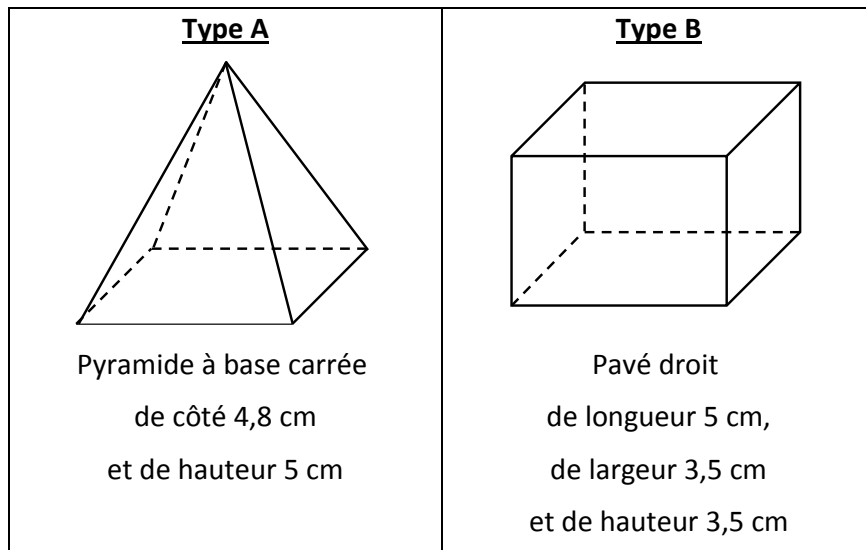 Type A
Pyramide à base carrée
de côté 4,8 cm
et de hauteur 5 cm
Type B
Pavé droit
de longueur 5 cm,
de largeur 3,5 cm
et de hauteur 3,5 cm